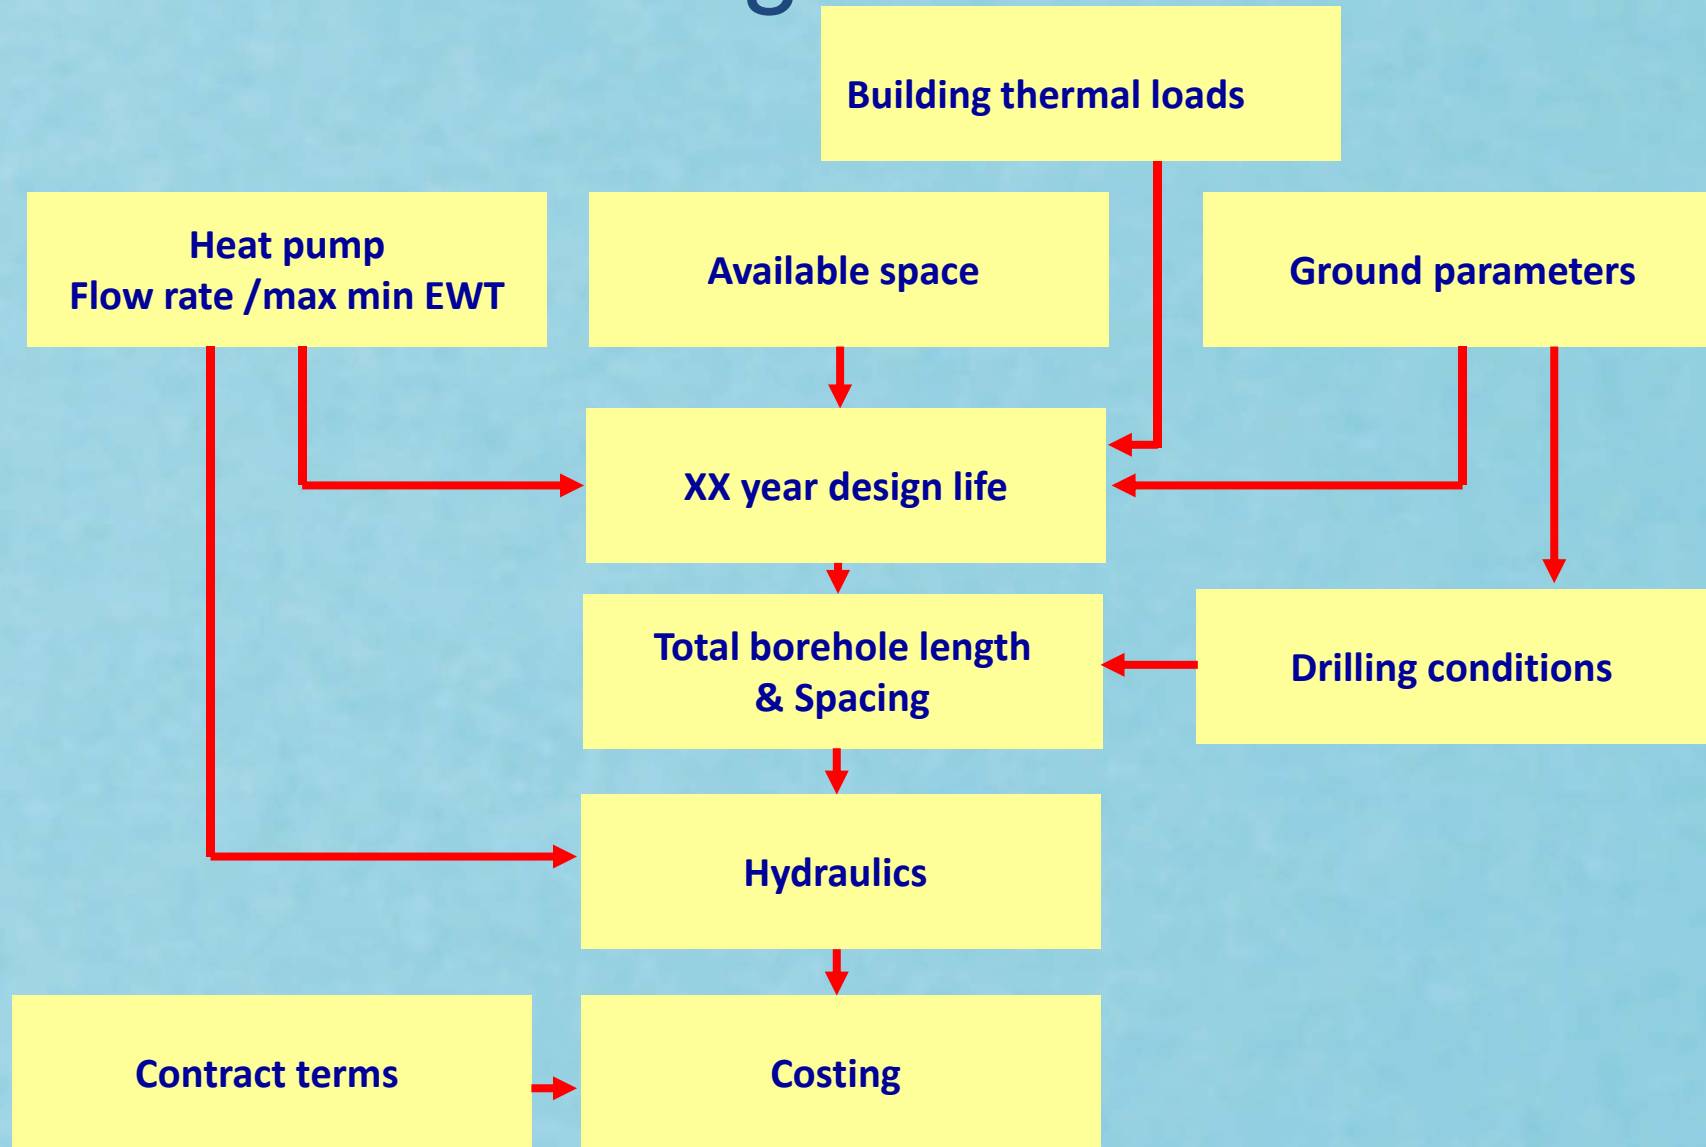 Building thermal loads
Heat pump
Flow rate /max min EWT
Available space
Ground parameters
XX year design life
Total borehole length
& Spacing
Drilling conditions
Hydraulics
Contract terms
Costing